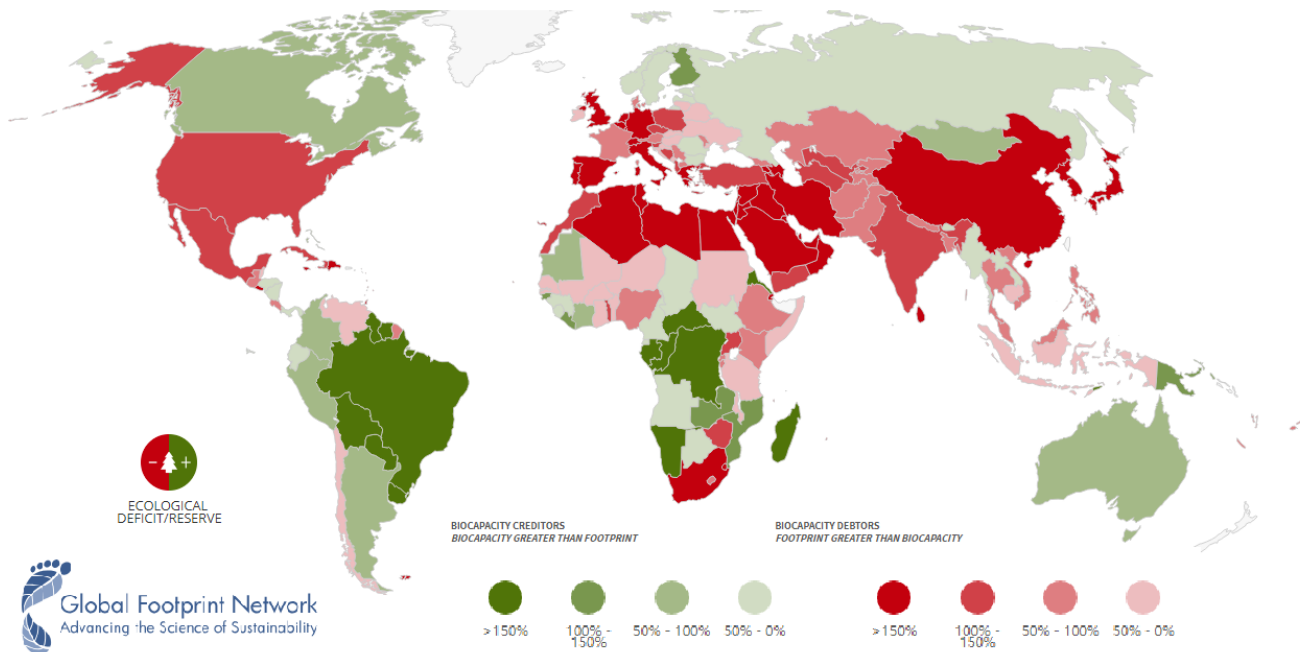 − +
ECOLOGICAL
DEFICIT/RESERVE
BIOCAPACITY CREDITORS
BIOCAPACITY GREATER THAN FOOTPRINT
BIOCAPACITY DEBTORS
FOOTPRINT GREATER THAN BIOCAPACITY
Global Footprint Network
Advancing the Science of Sustainability
>150%
100% -
150%
50% - 100%
50% - 0%
>150%
100% -
150%
50% - 100%
50% - 0%